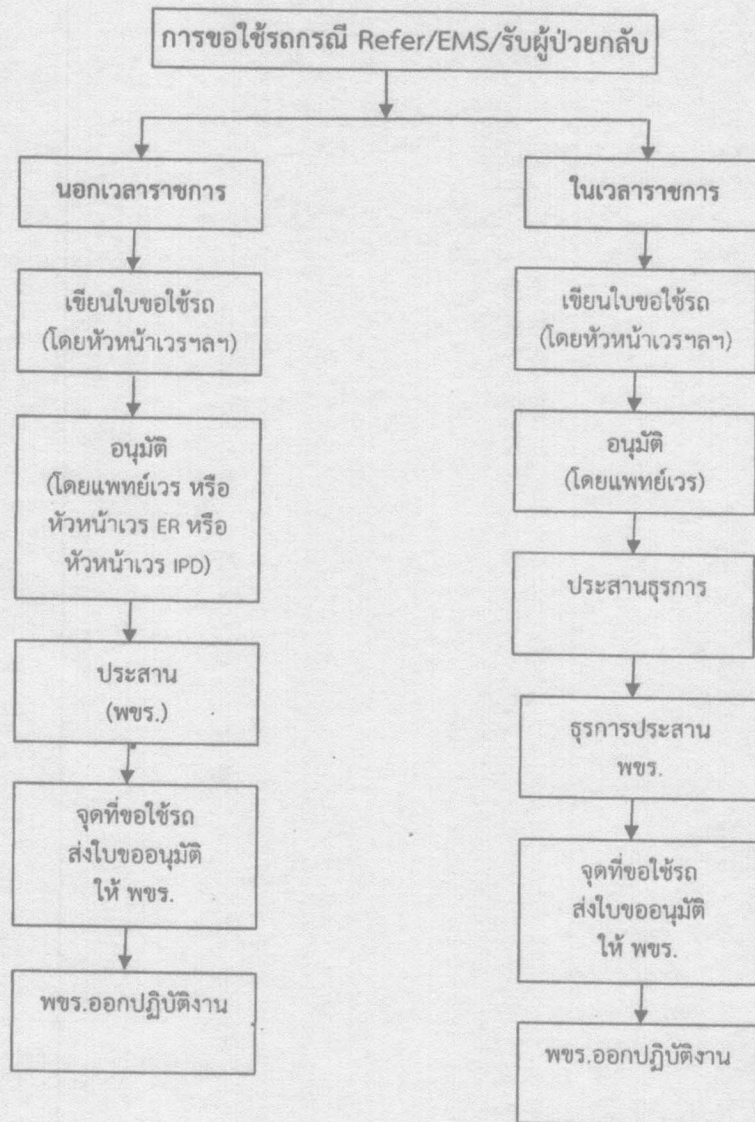 การขอใช้รถกรณี Refer/EMS/รับผู้ป่วยกลับ
นอกเวลาราชการ
เขียนใบขอใช้รถ
(โดยหัวหน้าเวรฯลฯ)
อนุมัติ
(โดยแพทย์เวร หรือ
หัวหน้าเวร ER หรือ
หัวหน้าเวร IPD)
ประสาน
(พขร.)
จุดที่ขอใช้รถ
ส่งใบขออนุมัติ
ให้ พขร.
พขร.ออกปฏิบัติงาน
ในเวลาราชการ
เขียนใบขอใช้รถ
(โดยหัวหน้าเวรฯลฯ)
อนุมัติ
(โดยแพทย์เวร)
ประสานธุรการ
ธุรการประสาน
พขร.
จุดที่ขอใช้รถ
ส่งใบขออนุมัติ
ให้ พขร.
พขร.ออกปฏิบัติงาน